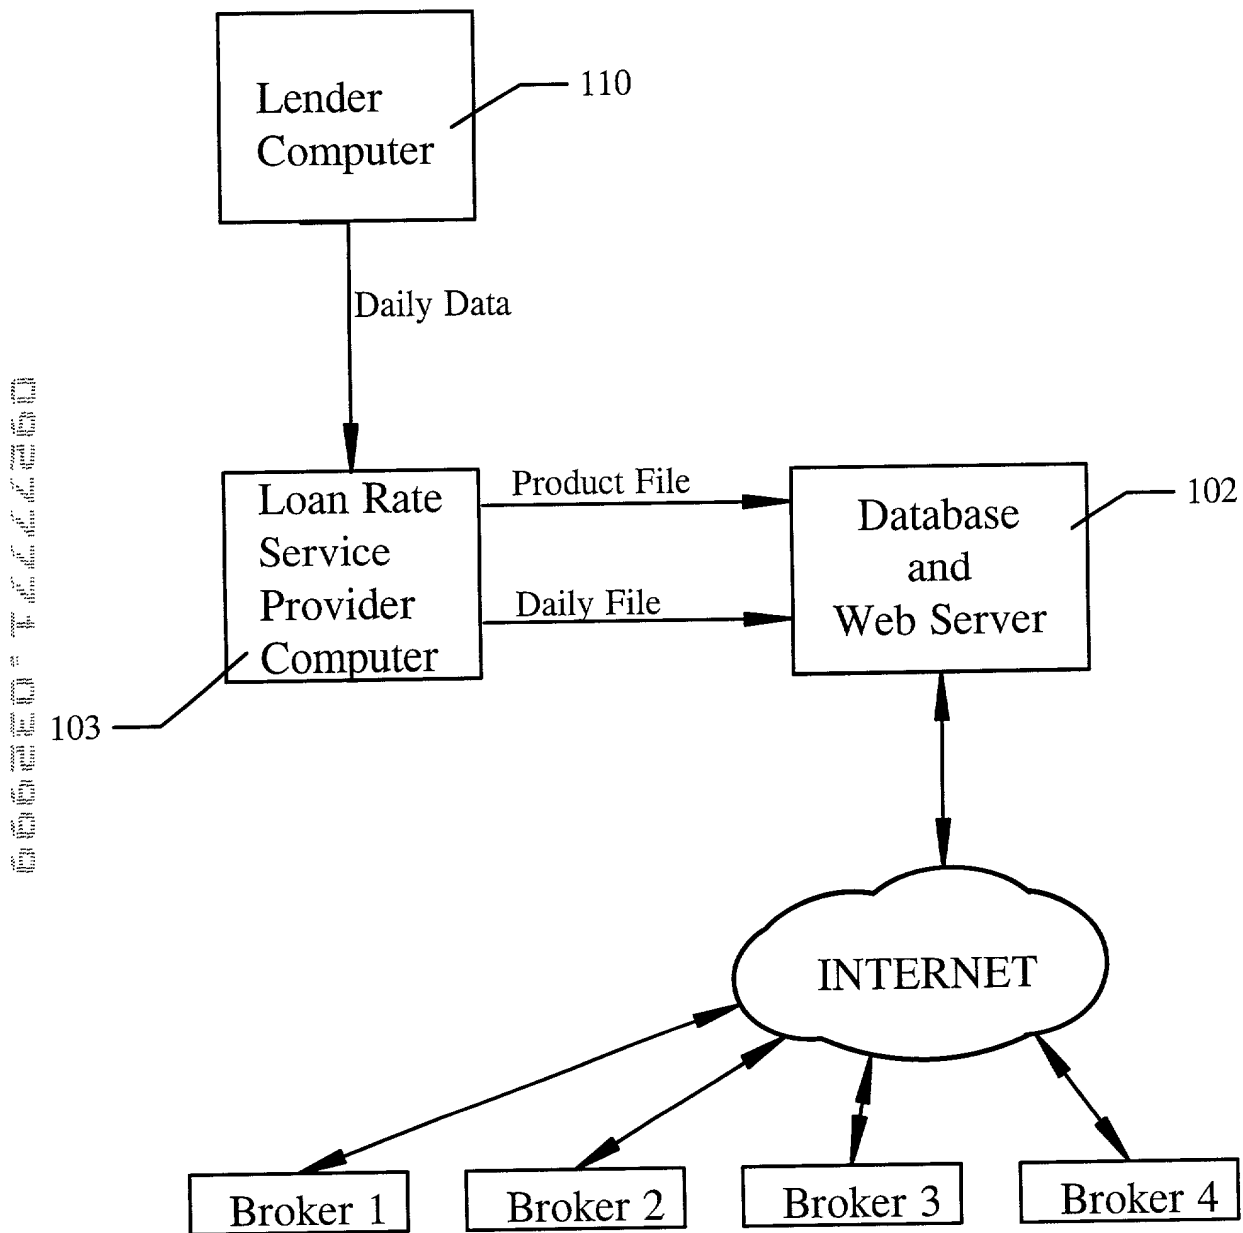 Lender
Computer
110
Daily Data
Loan Rate
Service
Provider
Computer
103
Product File
Daily File
Database
and
Web Server
102
INTERNET
Broker 1
Broker 2
Broker 3
Broker 4